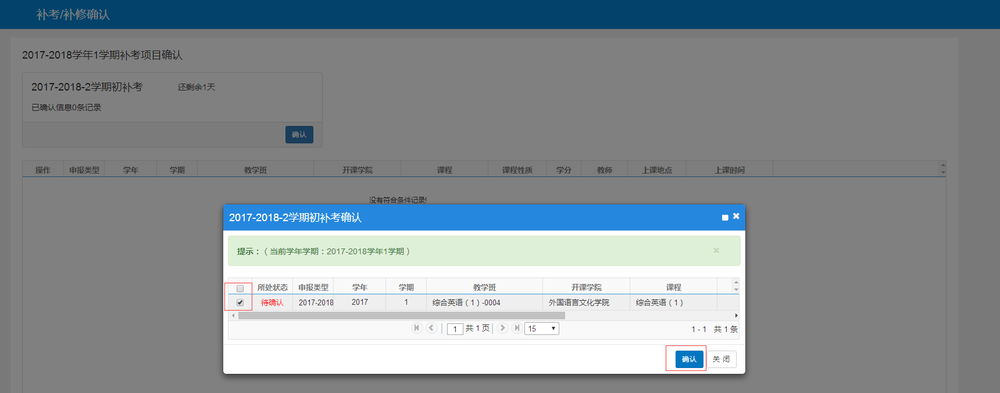 补考/补修确认
2017-2018学年1学期补考项目确认
2017-2018-2学期初补考 还剩余1天
已确认信息0条记录
确认
操作 申报类型 学年 学期 教学班 开课学院 课程 课程性质 学分 教师 上课地点 上课时间
没有符合条件记录!
2017-2018-2学期初补考确认
提示：（当前学年学期：2017-2018学年1学期）
所处状态 申报类型 学年 学期 教学班 开课学院 课程
待确认 2017-2018 2017 1 综合英语（1）-0004 外国语言文化学院 综合英语（1）
1 共 1 页 15 1 - 1 共 1 条
确认 关 闭